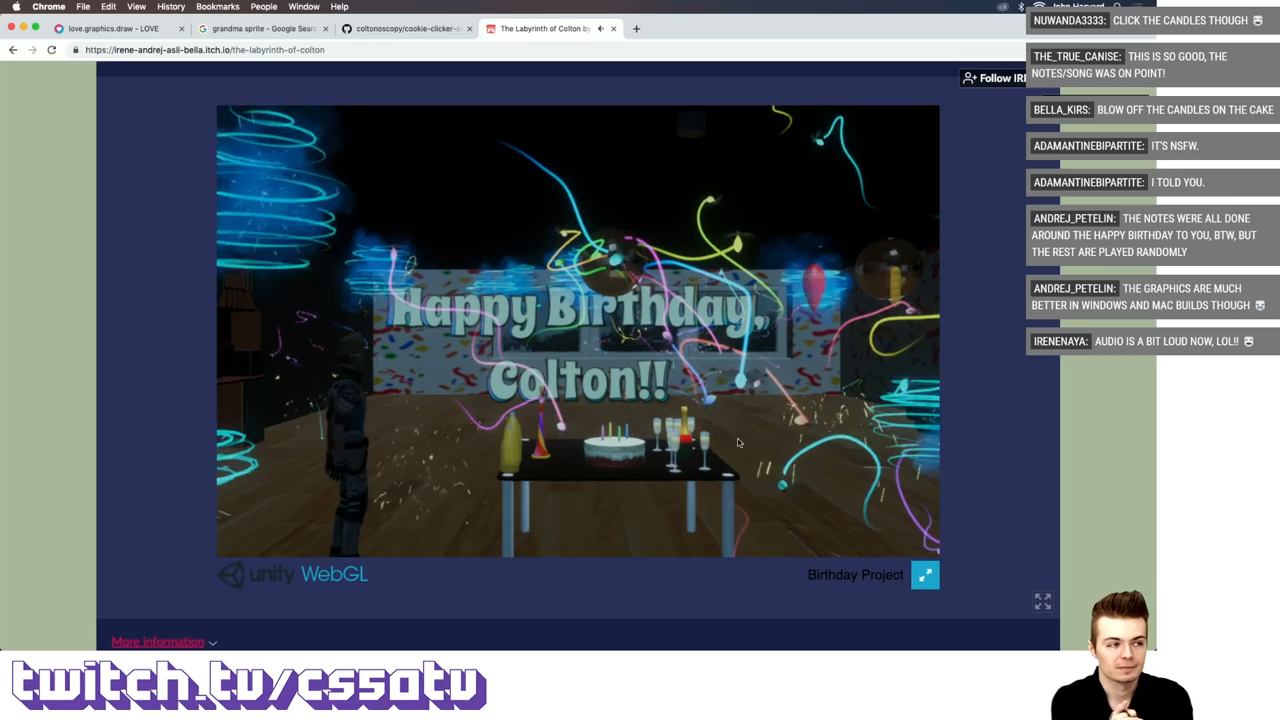 Chrome File Edit View History Bookmarks People Window Help
love.graphics.draw - LOVE
grandma sprite - Google Searc
coltonoscopy/cookie-clicker-s
The Labyrinth of Colton by
https://irene-andrej-asli-bella.itch.io/the-labyrinth-of-colton
Follow IRE
Happy Birthday,
Colton!!
unity WebGL
Birthday Project
More information
NUWANDA3333: CLICK THE CANDLES THOUGH
THE_TRUE_CANISE: THIS IS SO GOOD, THE
NOTES/SONG WAS ON POINT!
BELLA_KIRS: BLOW OFF THE CANDLES ON THE CAKE
ADAMANTINEBIPARTITE: IT'S NSFW.
ADAMANTINEBIPARTITE: I TOLD YOU.
ANDREJ_PETELIN: THE NOTES WERE ALL DONE
AROUND THE HAPPY BIRTHDAY TO YOU, BTW, BUT
THE REST ARE PLAYED RANDOMLY
ANDREJ_PETELIN: THE GRAPHICS ARE MUCH
BETTER IN WINDOWS AND MAC BUILDS THOUGH
IRENENAYA: AUDIO IS A BIT LOUD NOW, LOL!!
twitch.tv/cs50tv